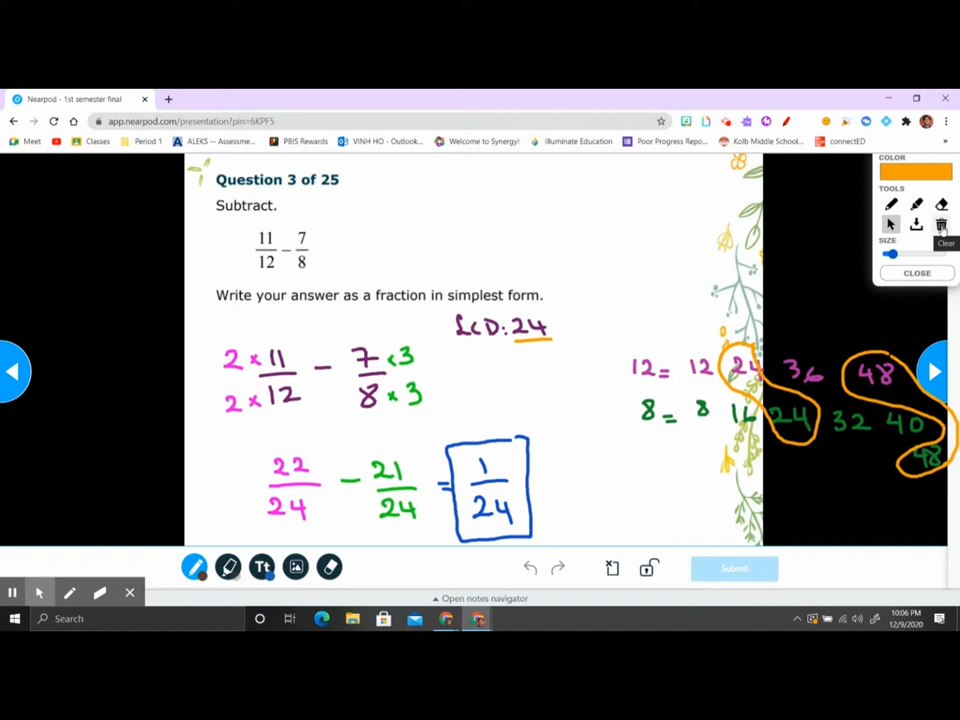 Nearpod - 1st semester final
app.nearpod.com/presentation?pin=6KPF5
Meet Classes Period 1 ALEKS -- Assessme... PBIS Rewards VINH HO - Outlook... Welcome to Synergy! Illuminate Education Poor Progress Repo... Kolb Middle School... connectED
COLOR
TOOLS
Clear
SIZE
CLOSE
Question 3 of 25
Subtract.
11/12 - 7/8
Write your answer as a fraction in simplest form.
LCD: 24
2 × 11 - 7 × 3
2 × 12 8 × 3
12 = 12 24 36 48
8 = 8 16 24 32 40
48
22/24 - 21/24 = 1/24
Tt
Submit
Open notes navigator
Search
10:06 PM
12/9/2020